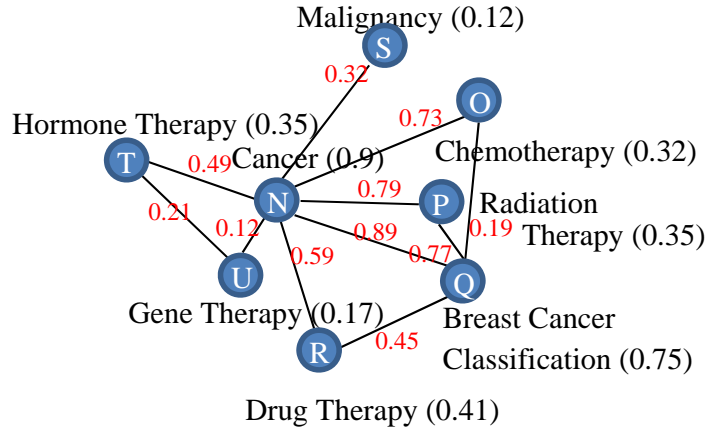 Malignancy (0.12)
S
0.32
O
0.73
Hormone Therapy (0.35)
Cancer (0.9)
Chemotherapy (0.32)
T
0.49
N
0.79
P
Radiation
Therapy (0.35)
0.21
0.12
0.59
0.89
0.77
0.19
U
Q
Gene Therapy (0.17)
Breast Cancer
Classification (0.75)
R
0.45
Drug Therapy (0.41)